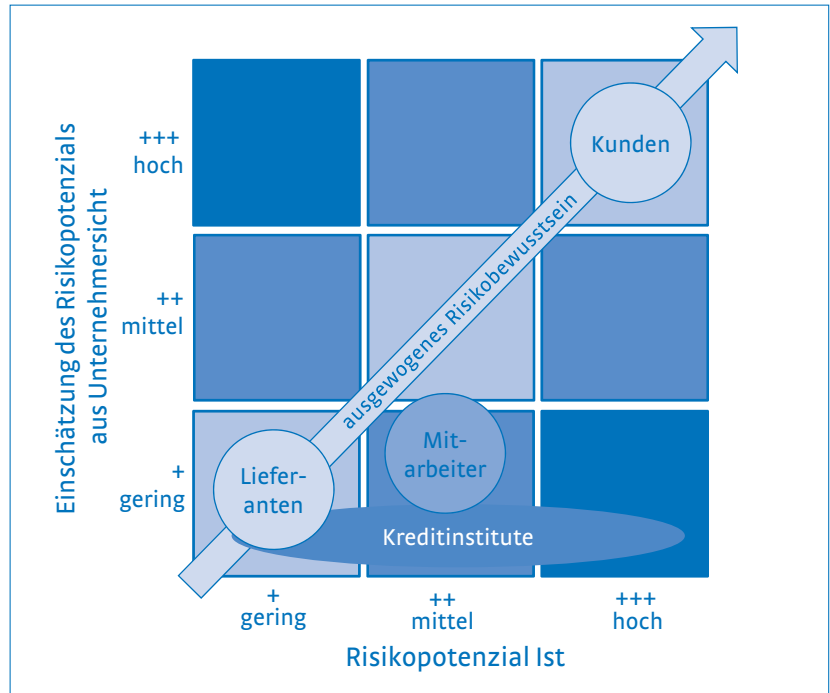 Einschätzung des Risikopotenzials
aus Unternehmersicht
+++
hoch
++
mittel
+
gering
Kunden
ausgewogenes Risikobewusstsein
Mit-
arbeiter
Liefer-
anten
Kreditinstitute
+
gering
++
mittel
+++
hoch
Risikopotenzial Ist